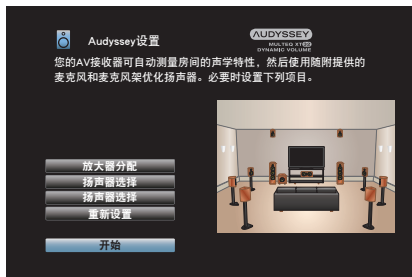 Audyssey设置
AUDYSSEY
MULTEQ XT32
DYNAMIC VOLUME
您的AV接收器可自动测量房间的声学特性，然后使用随附提供的
麦克风和麦克风架优化扬声器。必要时设置下列项目。
放大器分配
扬声器选择
扬声器选择
重新设置
开始